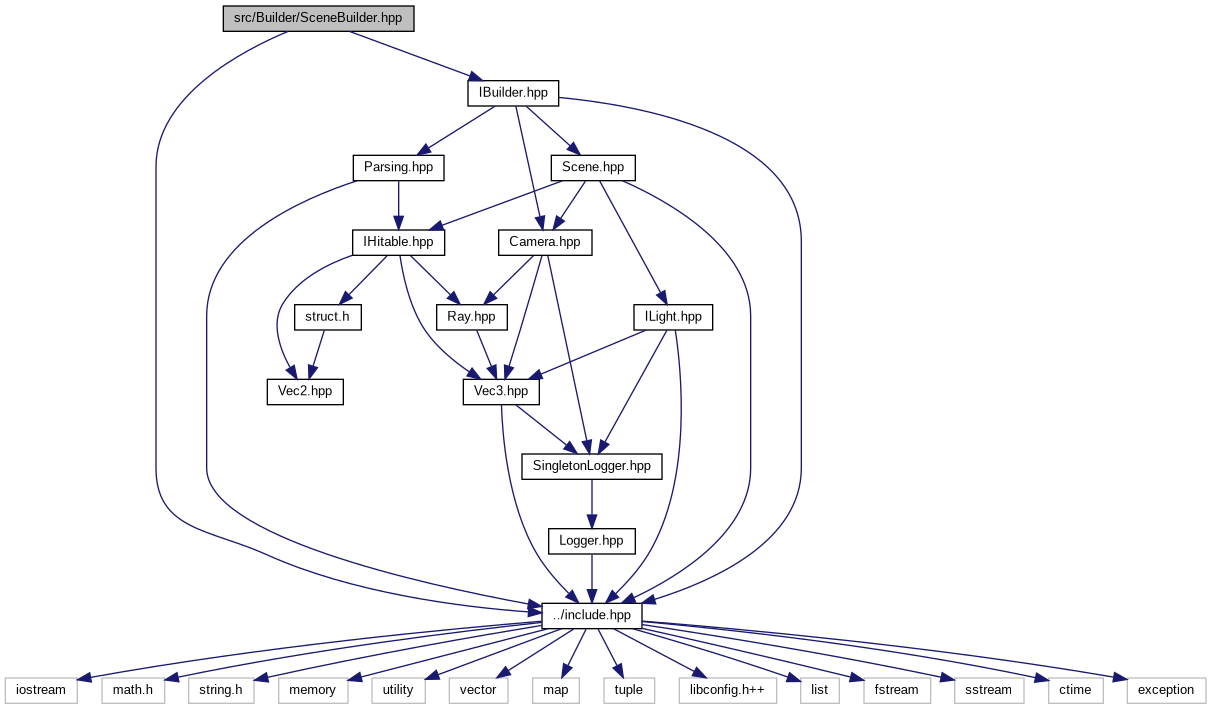 src/Builder/SceneBuilder.hpp
IBuilder.hpp
Parsing.hpp
Scene.hpp
IHitable.hpp
Camera.hpp
struct.h
Ray.hpp
ILight.hpp
Vec2.hpp
Vec3.hpp
SingletonLogger.hpp
Logger.hpp
../include.hpp
iostream
math.h
string.h
memory
utility
vector
map
tuple
libconfig.h++
list
fstream
sstream
ctime
exception